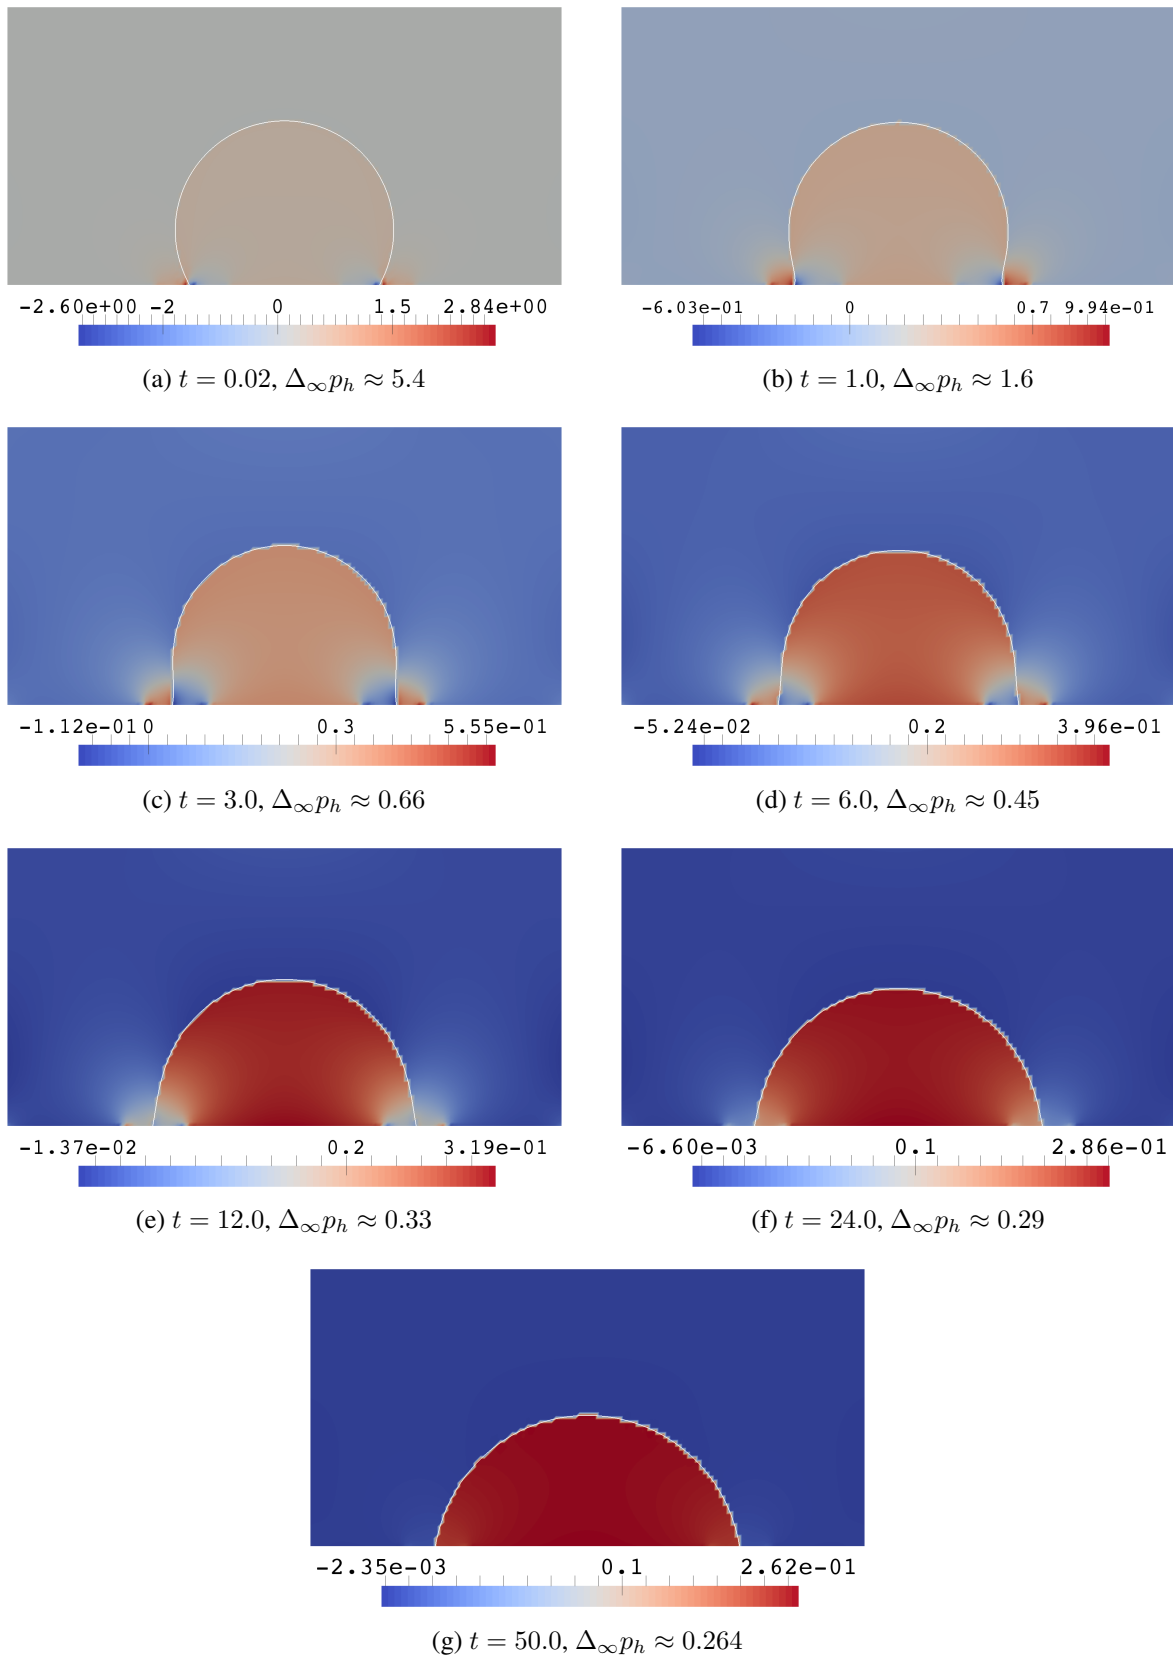 -2.60e+00 -2 0 1.5 2.84e+00
-6.03e-01 0 0.7 9.94e-01
(a) t = 0.02, Δ∞pₕ ≈ 5.4
(b) t = 1.0, Δ∞pₕ ≈ 1.6
-1.12e-01 0 0.3 5.55e-01
-5.24e-02 0.2 3.96e-01
(c) t = 3.0, Δ∞pₕ ≈ 0.66
(d) t = 6.0, Δ∞pₕ ≈ 0.45
-1.37e-02 0.2 3.19e-01
-6.60e-03 0.1 2.86e-01
(e) t = 12.0, Δ∞pₕ ≈ 0.33
(f) t = 24.0, Δ∞pₕ ≈ 0.29
-2.35e-03 0.1 2.62e-01
(g) t = 50.0, Δ∞pₕ ≈ 0.264